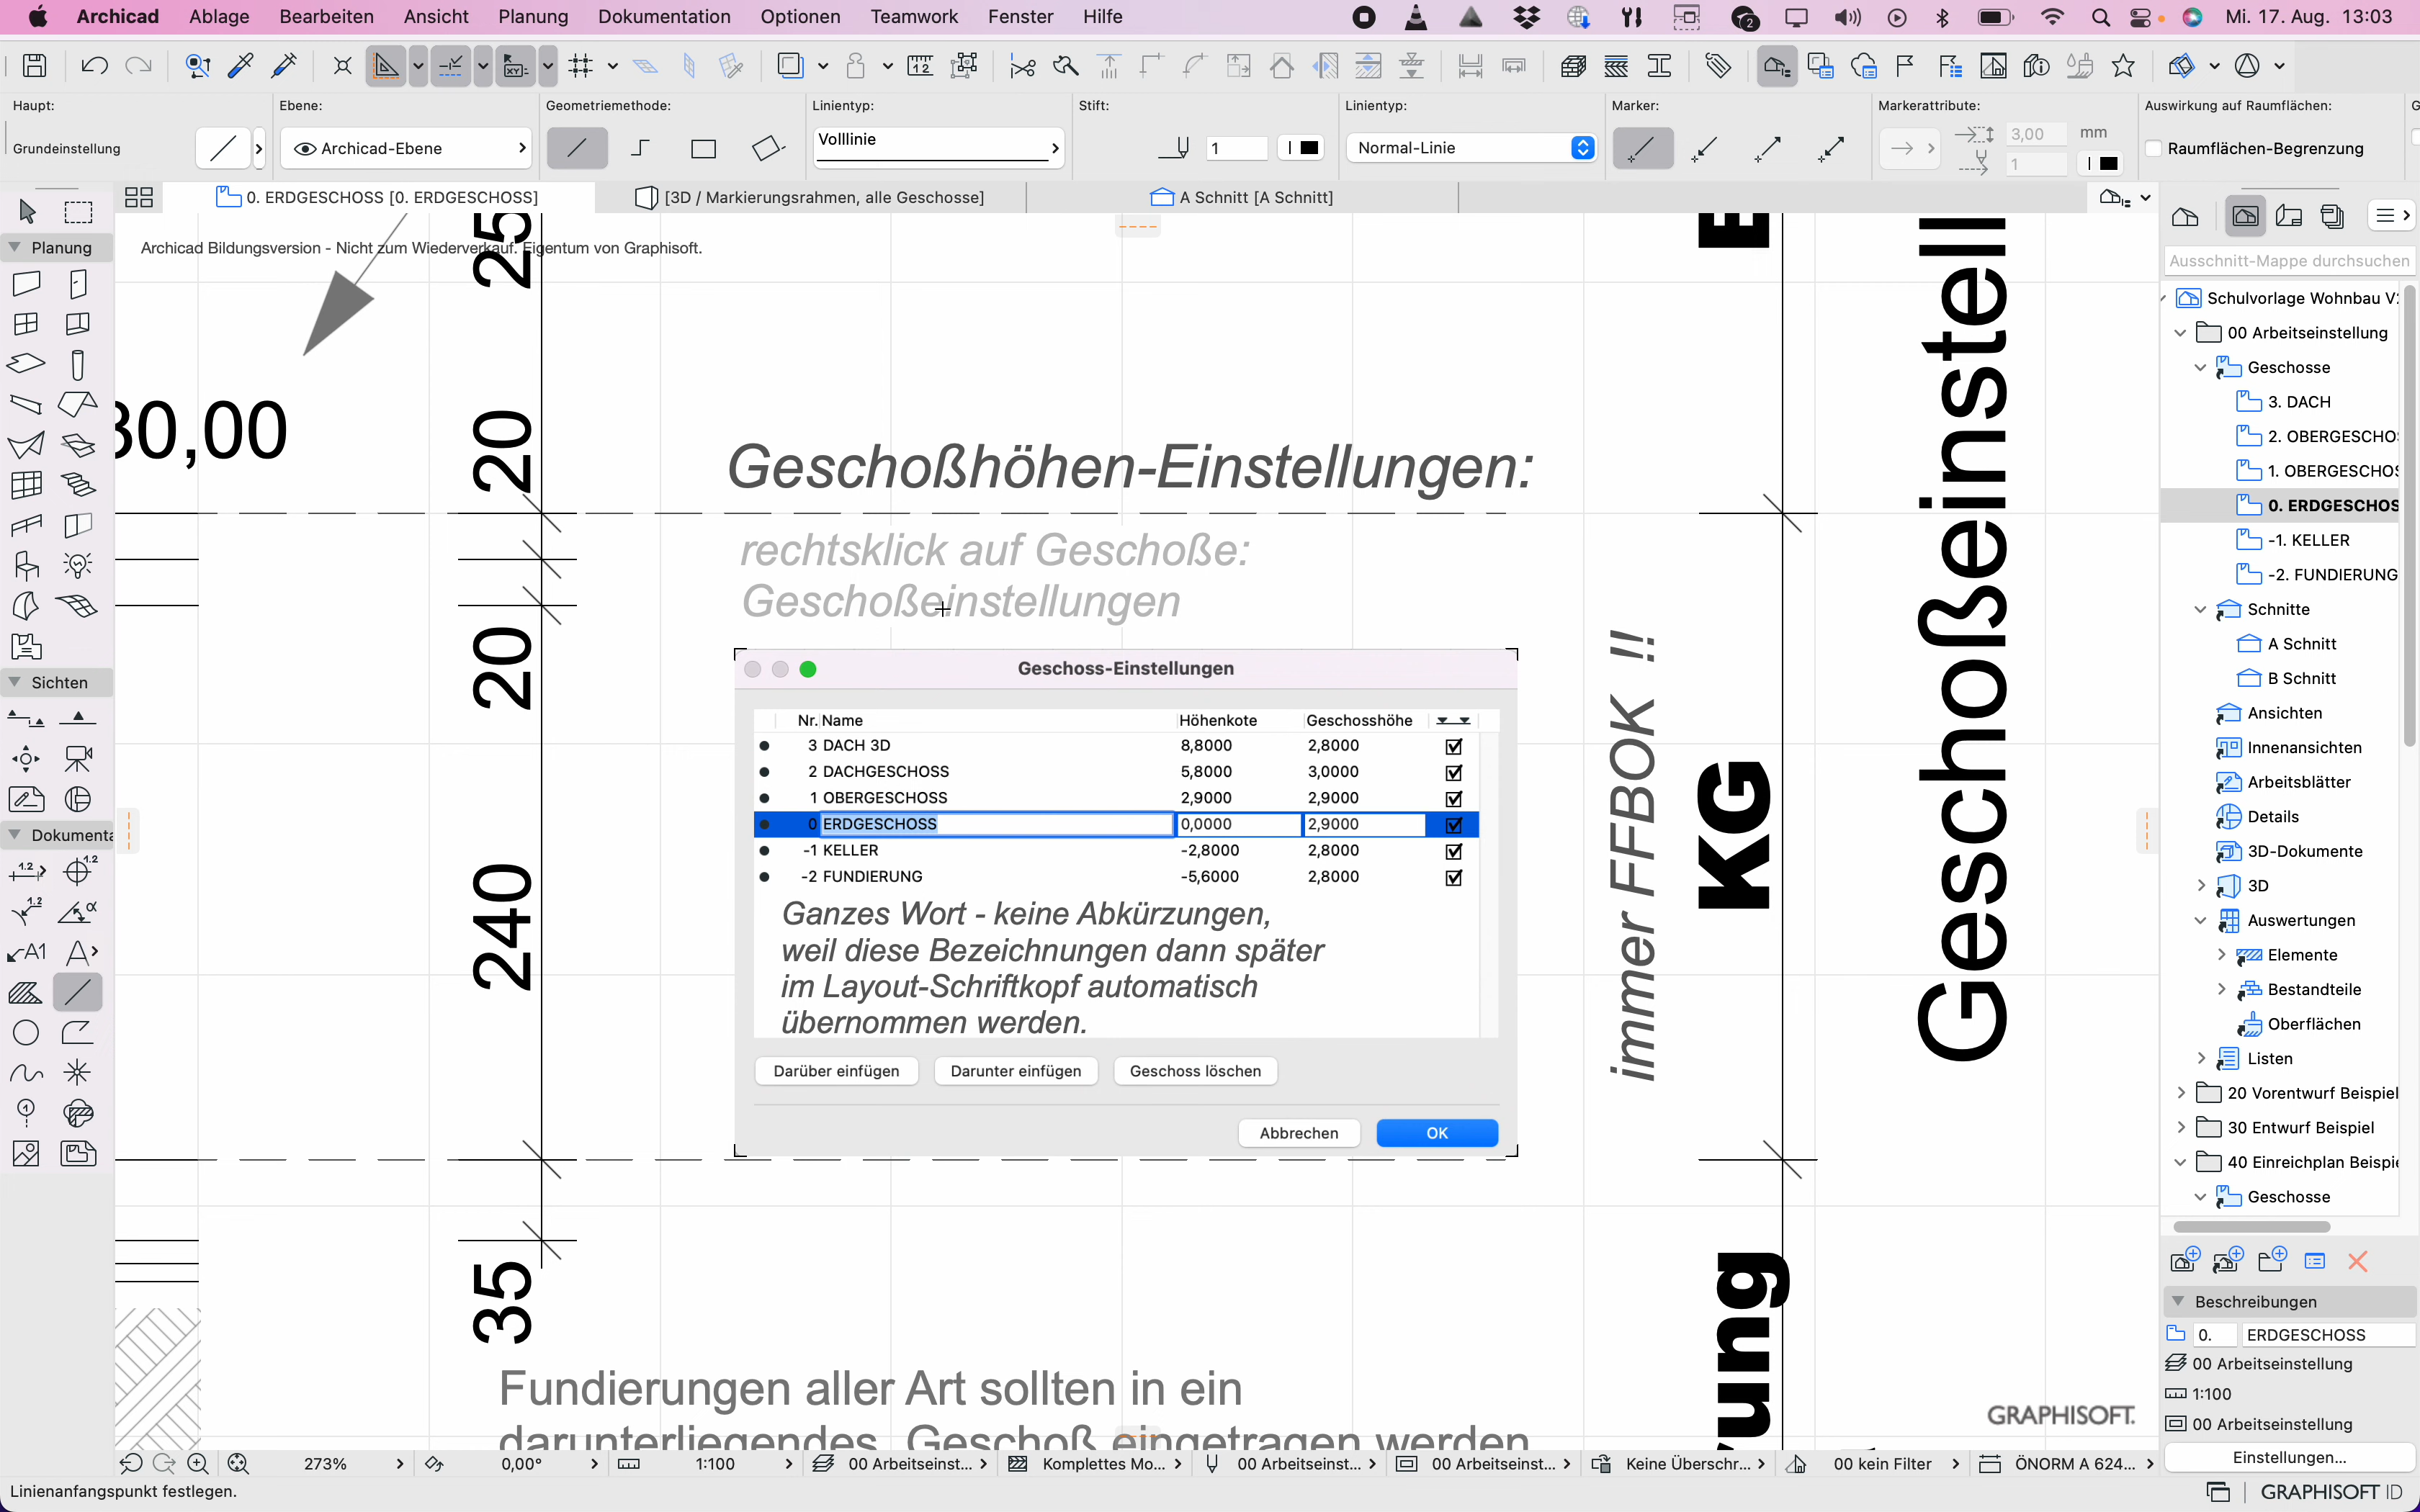 Archicad Ablage Bearbeiten Ansicht Planung Dokumentation Optionen Teamwork Fenster Hilfe
2
Mi. 17. Aug. 13:03
Haupt:
Grundeinstellung
Ebene:
Archicad-Ebene
Geometriemethode:
Linientyp:
Volllinie
Stift:
1
Linientyp:
Normal-Linie
Marker:
Markerattribute:
3,00 mm
1
Auswirkung auf Raumflächen:
Raumflächen-Begrenzung
0. ERDGESCHOSS [0. ERDGESCHOSS]
[3D / Markierungsrahmen, alle Geschosse]
A Schnitt [A Schnitt]
Planung
Sichten
Dokumenta
Archicad Bildungsversion - Nicht zum Wiederverkauf. Eigentum von Graphisoft.
25
30,00
20
20
240
35
Geschoßhöhen-Einstellungen:
rechtsklick auf Geschoße:
Geschoßeinstellungen
Geschoss-Einstellungen
Nr. Name Höhenkote Geschosshöhe
3 DACH 3D 8,8000 2,8000
2 DACHGESCHOSS 5,8000 3,0000
1 OBERGESCHOSS 2,9000 2,9000
0 ERDGESCHOSS 0,0000 2,9000
-1 KELLER -2,8000 2,8000
-2 FUNDIERUNG -5,6000 2,8000
Ganzes Wort - keine Abkürzungen,
weil diese Bezeichnungen dann später
im Layout-Schriftkopf automatisch
übernommen werden.
Darüber einfügen Darunter einfügen Geschoss löschen
Abbrechen OK
immer FFBOK !!
KG
ung
Geschoßeinstell
Fundierungen aller Art sollten in ein
darunterliegendes Geschoß eingetragen werden
GRAPHISOFT.
Ausschnitt-Mappe durchsuchen
Schulvorlage Wohnbau V
00 Arbeitseinstellung
Geschosse
3. DACH
2. OBERGESCHO
1. OBERGESCHOS
0. ERDGESCHOS
-1. KELLER
-2. FUNDIERUNG
Schnitte
A Schnitt
B Schnitt
Ansichten
Innenansichten
Arbeitsblätter
Details
3D-Dokumente
3D
Auswertungen
Elemente
Bestandteile
Oberflächen
Listen
20 Vorentwurf Beispiel
30 Entwurf Beispiel
40 Einreichplan Beispie
Geschosse
Beschreibungen
0. ERDGESCHOSS
00 Arbeitseinstellung
1:100
00 Arbeitseinstellung
Einstellungen...
273% 0,00° 1:100 00 Arbeitseinst... Komplettes Mo... 00 Arbeitseinst... 00 Arbeitseinst... Keine Überschr... 00 kein Filter ÖNORM A 624...
Linienanfangspunkt festlegen.
GRAPHISOFT ID